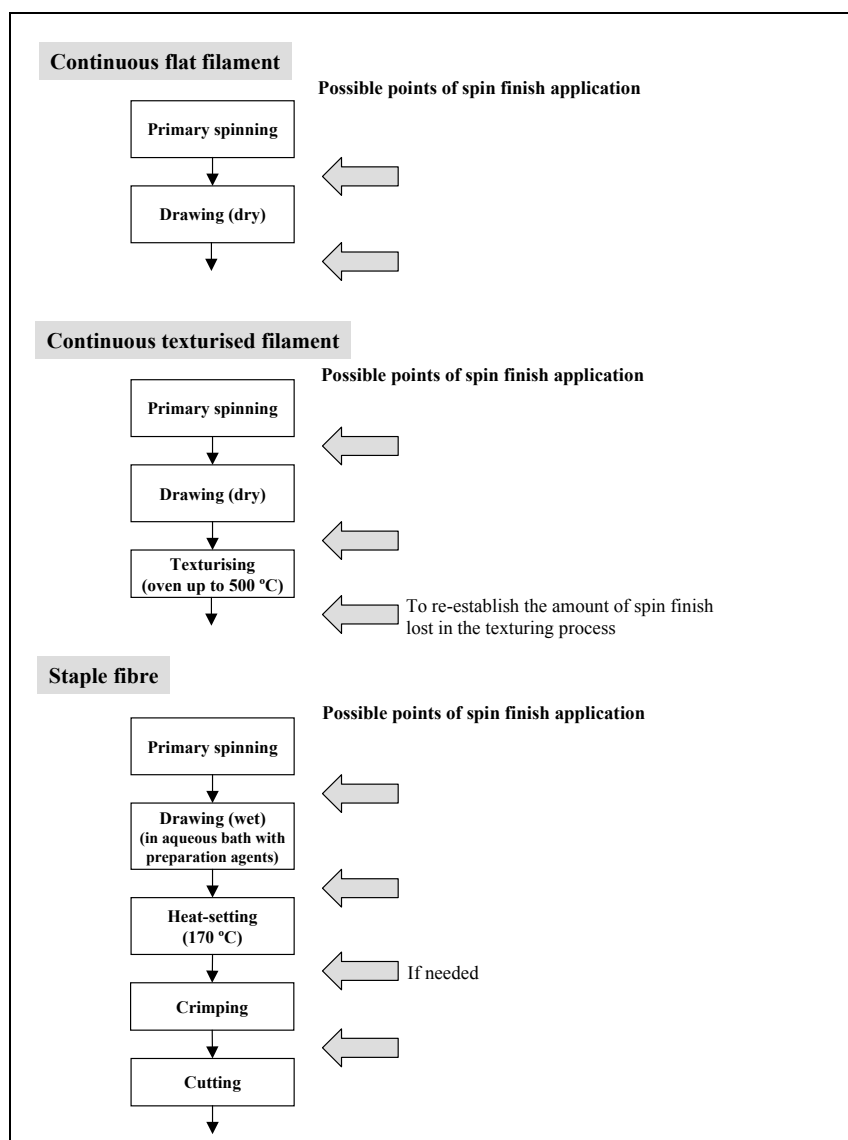 Continuous flat filament
Possible points of spin finish application
Primary spinning
Drawing (dry)
Continuous texturised filament
Possible points of spin finish application
Primary spinning
Drawing (dry)
Texturising
(oven up to 500 ºC)
To re-establish the amount of spin finish
lost in the texturing process
Staple fibre
Possible points of spin finish application
Primary spinning
Drawing (wet)
(in aqueous bath with
preparation agents)
Heat-setting
(170 ºC)
If needed
Crimping
Cutting